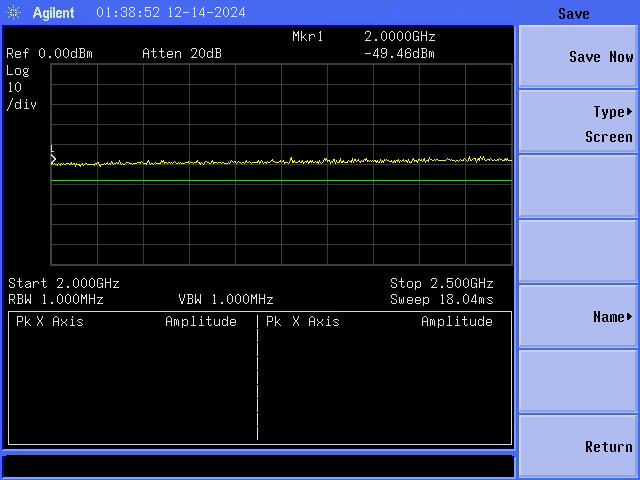 Agilent 01:38:52 12-14-2024 Save
Mkr1 2.0000GHz
Ref 0.00dBm Atten 20dB -49.46dBm
Log
10
/div
1
Start 2.000GHz Stop 2.500GHz
RBW 1.000MHz VBW 1.000MHz Sweep 18.04ms
Pk X Axis Amplitude Pk X Axis Amplitude
Save Now
Type▸
Screen
Name▸
Return